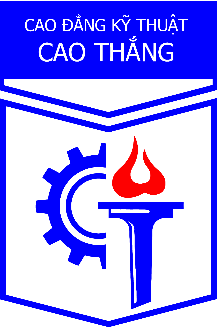 CAO ĐẲNG KỸ THUẬT
CAO THẮNG